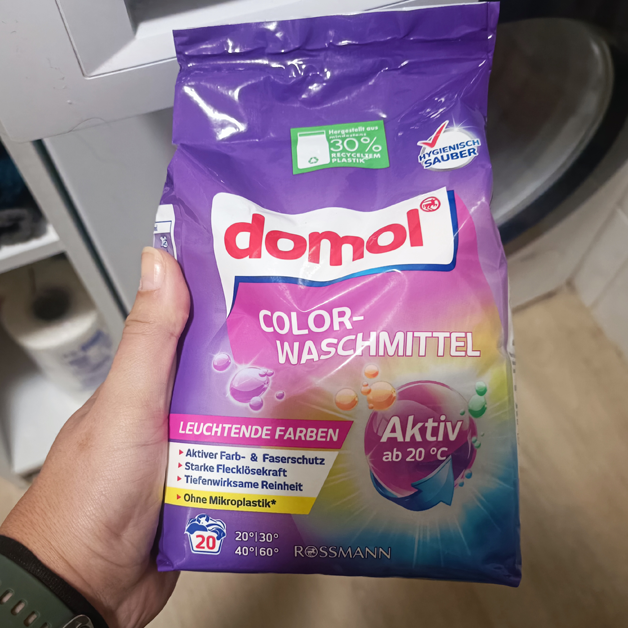 Hergestellt aus
30%
RECYCELTEM
PLASTIK*
HYGIENISCH
SAUBER
domol
COLOR-
WASCHMITTEL
Aktiv
ab 20 °C
LEUCHTENDE FARBEN
Aktiver Farb- & Faserschutz
Starke Flecklösekraft
Tiefenwirksame Reinheit
Ohne Mikroplastik*
20
20°|30°
40°|60°
ROSSMANN